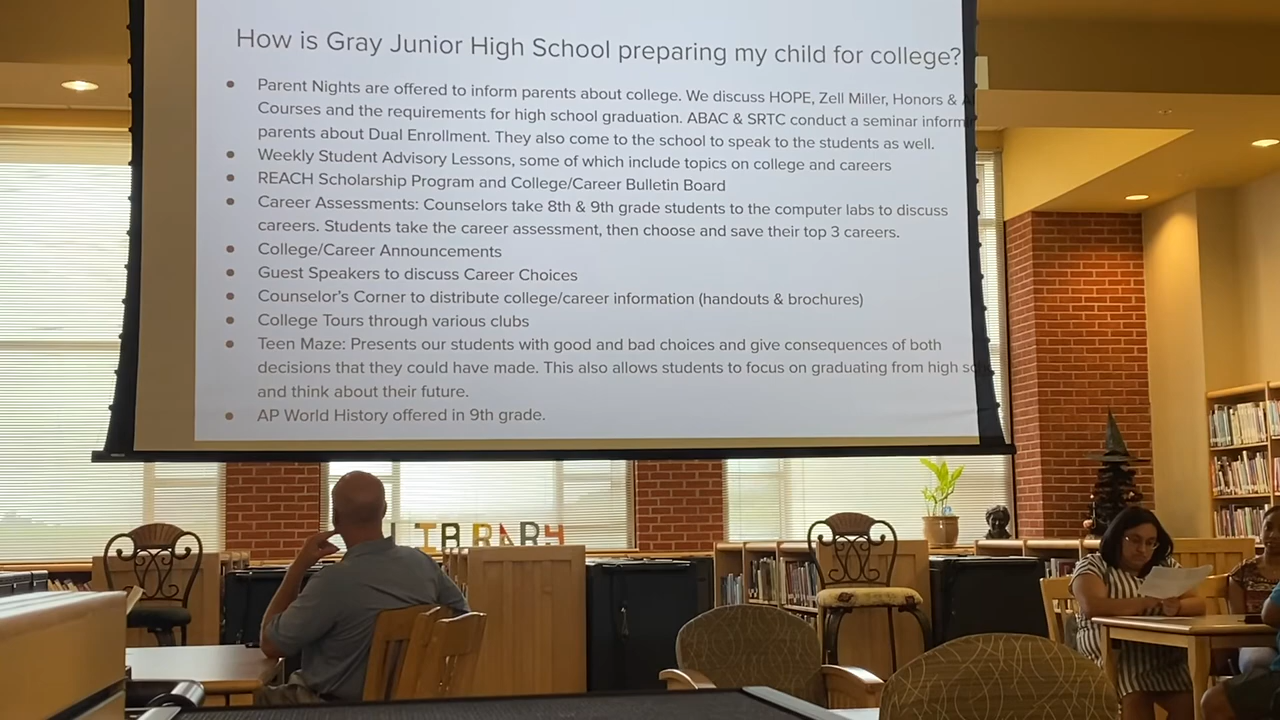 How is Gray Junior High School preparing my child for college?
Parent Nights are offered to inform parents about college. We discuss HOPE, Zell Miller, Honors &
Courses and the requirements for high school graduation. ABAC & SRTC conduct a seminar
parents about Dual Enrollment. They also come to the school to speak to the students as well.
Weekly Student Advisory Lessons, some of which include topics on college and careers
REACH Scholarship Program and College/Career Bulletin Board
Career Assessments: Counselors take 8th & 9th grade students to the computer labs to discuss
careers. Students take the career assessment, then choose and save their top 3 careers.
College/Career Announcements
Guest Speakers to discuss Career Choices
Counselor's Corner to distribute college/career information (handouts & brochures)
College Tours through various clubs
Teen Maze: Presents our students with good and bad choices and give consequences of both
decisions that they could have made. This also allows students to focus on graduating from high
and think about their future.
AP World History offered in 9th grade.
LIBRARY